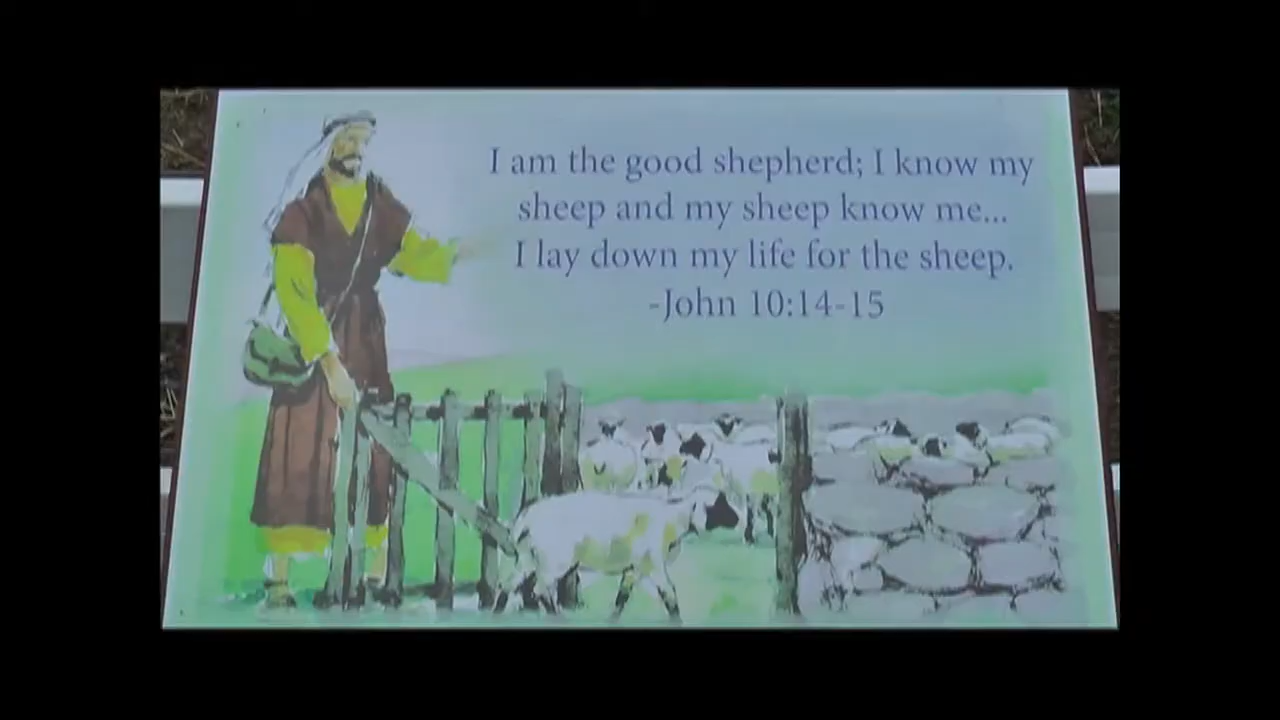 I am the good shepherd; I know my
sheep and my sheep know me...
I lay down my life for the sheep.
-John 10:14-15